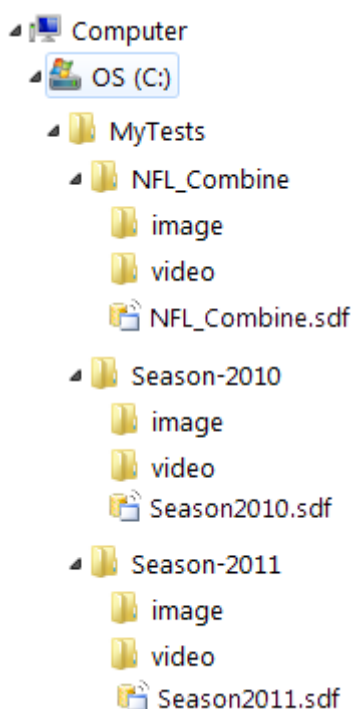 Computer
OS (C:)
MyTests
NFL_Combine
image
video
NFL_Combine.sdf
Season-2010
image
video
Season2010.sdf
Season-2011
image
video
Season2011.sdf